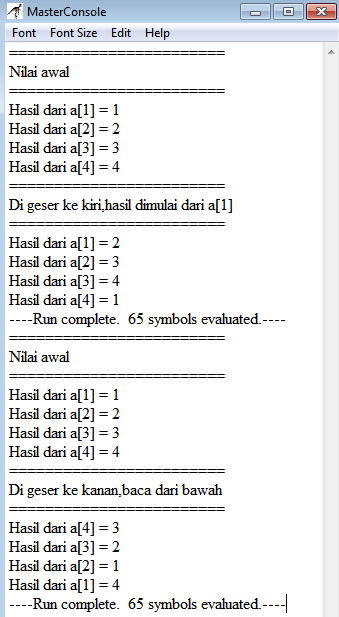 MasterConsole
Font Font Size Edit Help
========================
Nilai awal
========================
Hasil dari a[1] = 1
Hasil dari a[2] = 2
Hasil dari a[3] = 3
Hasil dari a[4] = 4
========================
Di geser ke kiri,hasil dimulai dari a[1]
========================
Hasil dari a[1] = 2
Hasil dari a[2] = 3
Hasil dari a[3] = 4
Hasil dari a[4] = 1
----Run complete.  65 symbols evaluated.----
========================
Nilai awal
========================
Hasil dari a[1] = 1
Hasil dari a[2] = 2
Hasil dari a[3] = 3
Hasil dari a[4] = 4
========================
Di geser ke kanan,baca dari bawah
========================
Hasil dari a[4] = 3
Hasil dari a[3] = 2
Hasil dari a[2] = 1
Hasil dari a[1] = 4
----Run complete.  65 symbols evaluated.----